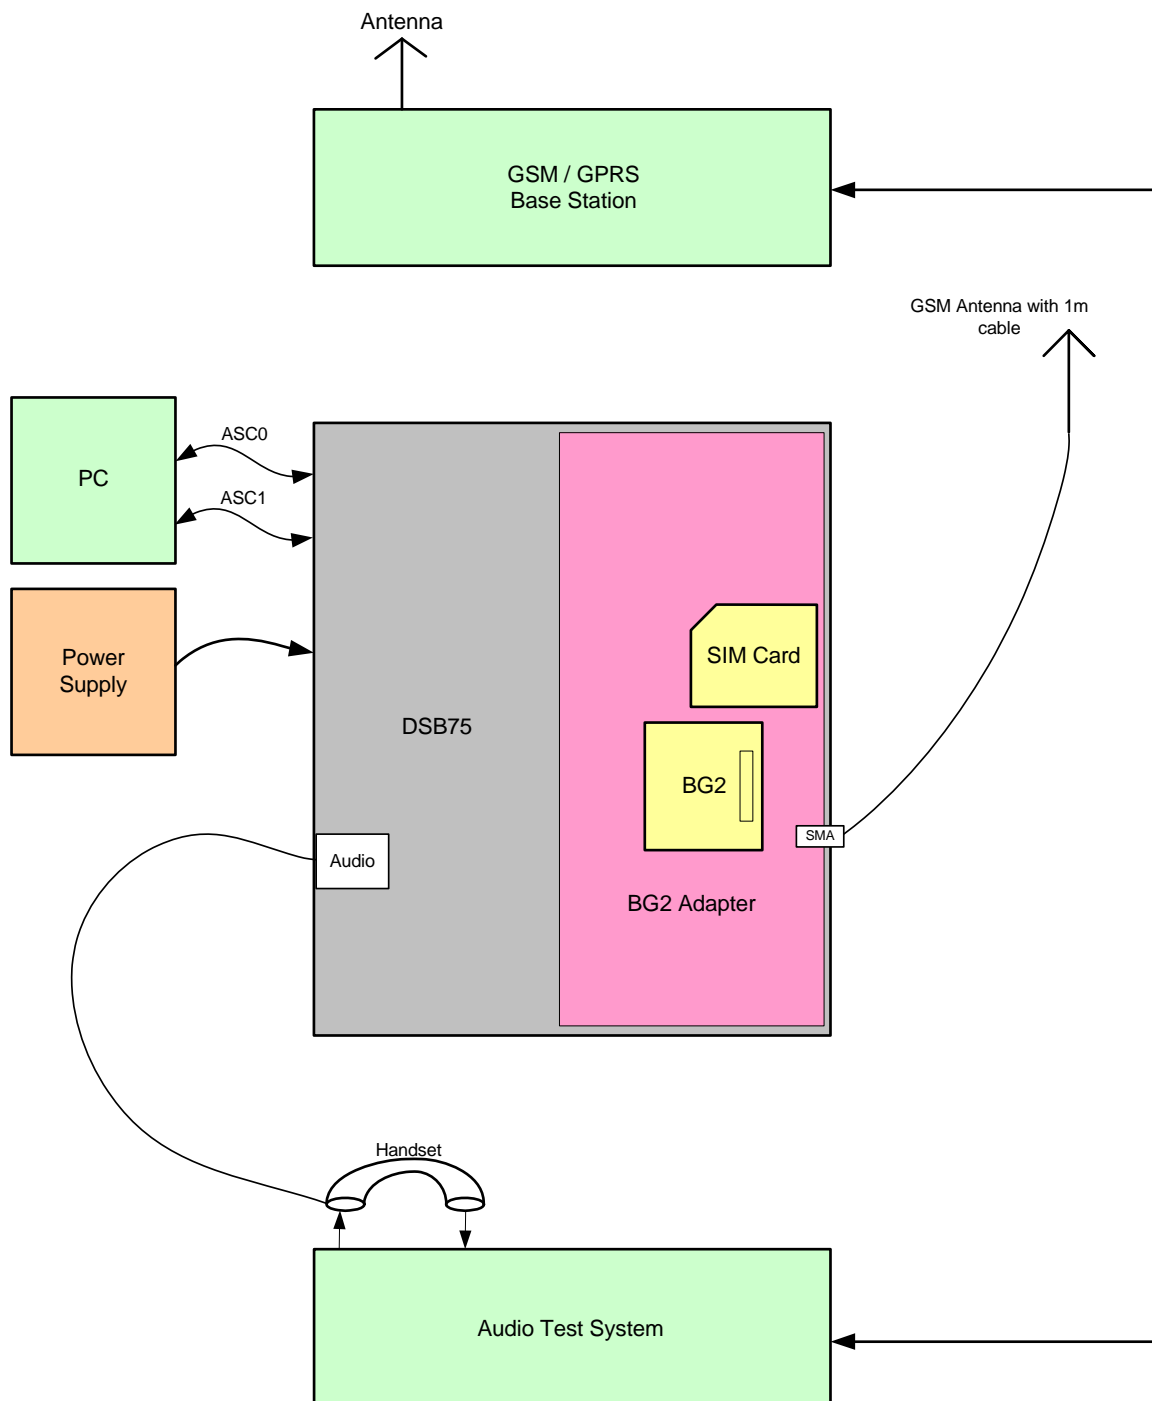 Antenna
GSM / GPRS
Base Station
GSM Antenna with 1m
cable
ASC0
PC
ASC1
Power
Supply
SIM Card
DSB75
BG2
SMA
Audio
BG2 Adapter
Handset
Audio Test System